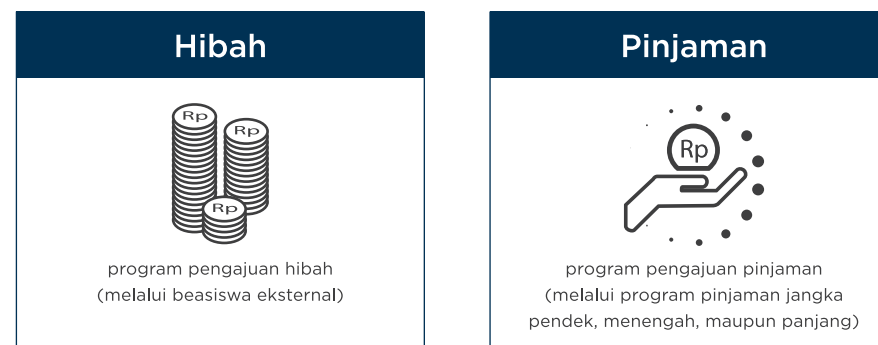 Hibah
Rp
Rp
Rp
program pengajuan hibah
(melalui beasiswa eksternal)
Pinjaman
Rp
program pengajuan pinjaman
(melalui program pinjaman jangka
pendek, menengah, maupun panjang)